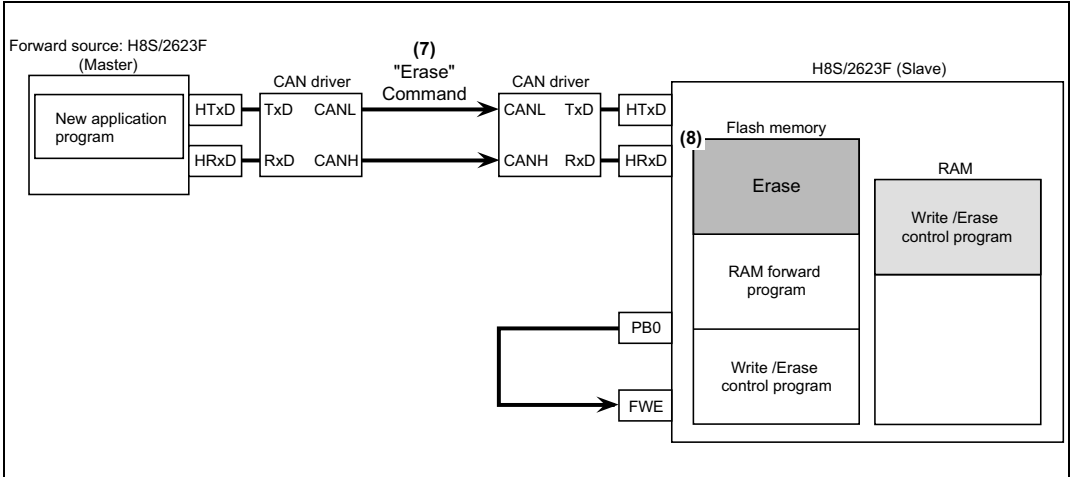 Forward source: H8S/2623F
(Master)
New application
program
HTxD
HRxD
CAN driver
TxD CANL
RxD CANH
(7)
"Erase"
Command
CAN driver
CANL TxD
CANH RxD
HTxD
HRxD
H8S/2623F (Slave)
(8)
Flash memory
Erase
RAM forward
program
Write /Erase
control program
RAM
Write /Erase
control program
PB0
FWE